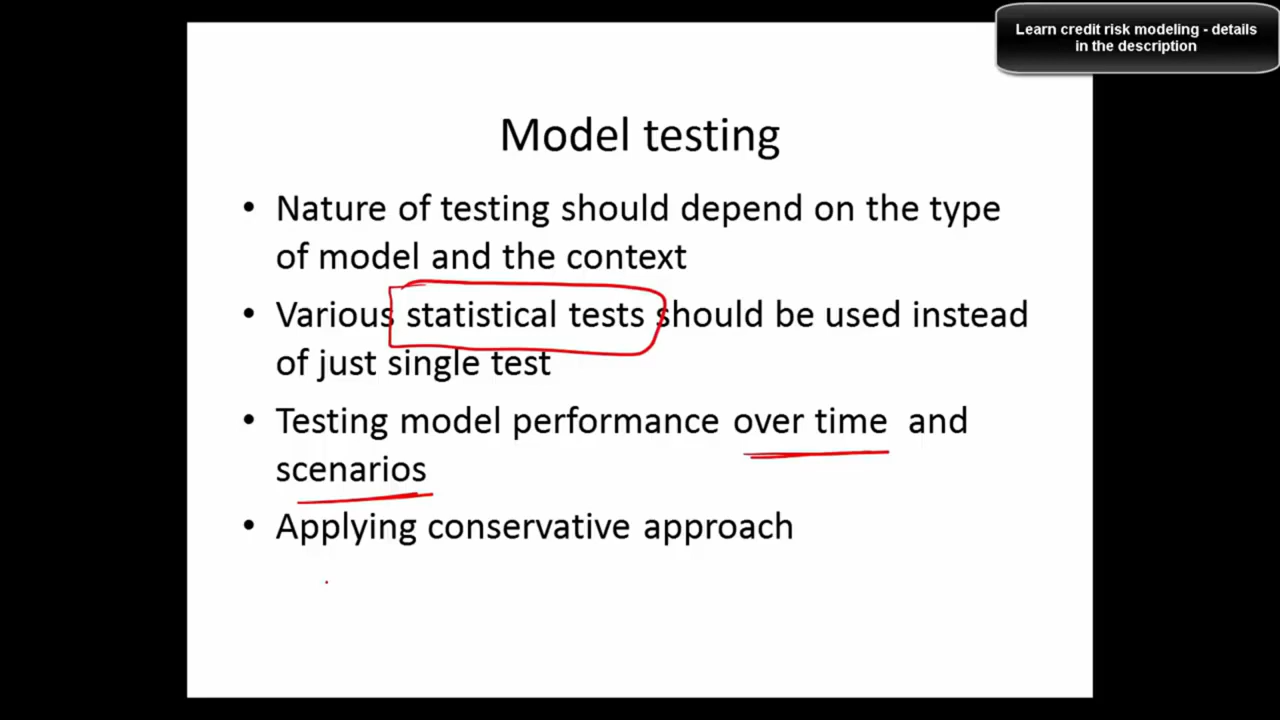 Learn credit risk modeling - details
in the description
Model testing
• Nature of testing should depend on the type
of model and the context
• Various statistical tests should be used instead
of just single test
• Testing model performance over time and
scenarios
• Applying conservative approach